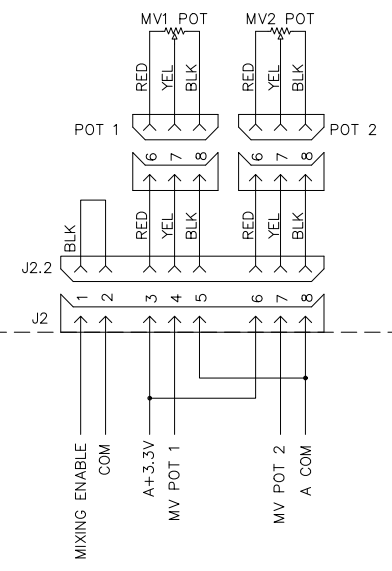 MV1 POT MV2 POT
RED YEL BLK RED YEL BLK
POT 1 POT 2
6 7 8 6 7 8
BLK RED YEL BLK RED YEL BLK
J2.2
1 2 3 4 5 6 7 8
J2
MIXING ENABLE
COM
A+3.3V
MV POT 1
MV POT 2
A COM